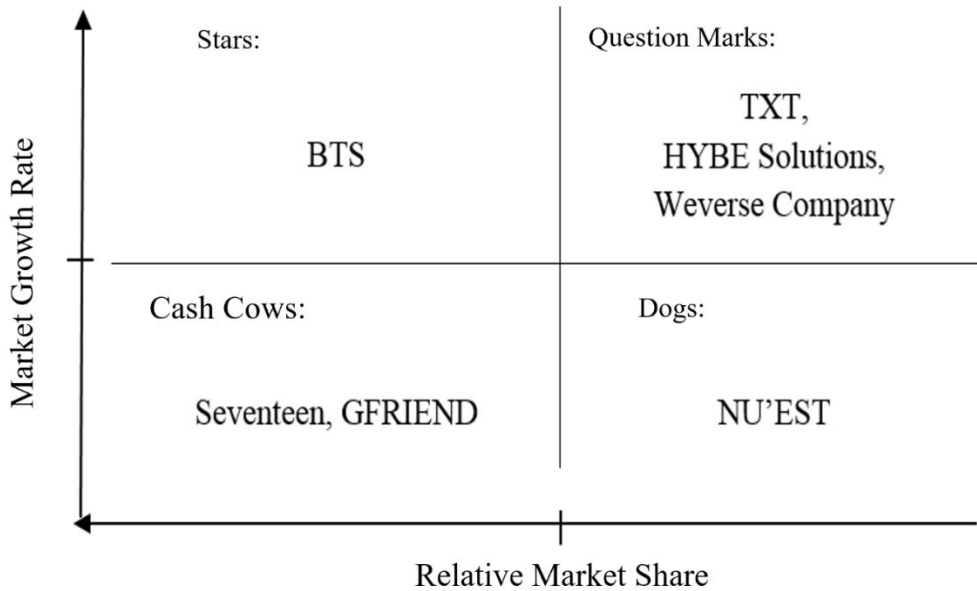 Stars:
Question Marks:
BTS
TXT,
HYBE Solutions,
Weverse Company
Market Growth Rate
Cash Cows:
Dogs:
Seventeen, GFRIEND
NU’EST
Relative Market Share